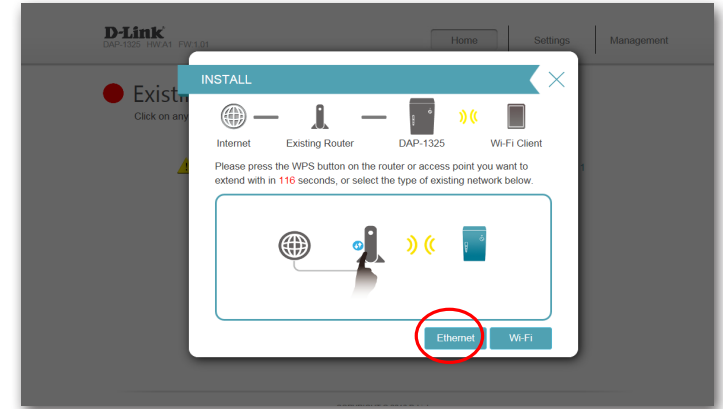 D-Link
DAP-1325 HW:A1 FW:1.01
Home
Settings
Management
INSTALL
Click on any
Internet
Existing Router
DAP-1325
Wi-Fi Client
Please press the WPS button on the router or access point you want to
extend with in 116 seconds, or select the type of existing network below.
Ethernet
Wi-Fi